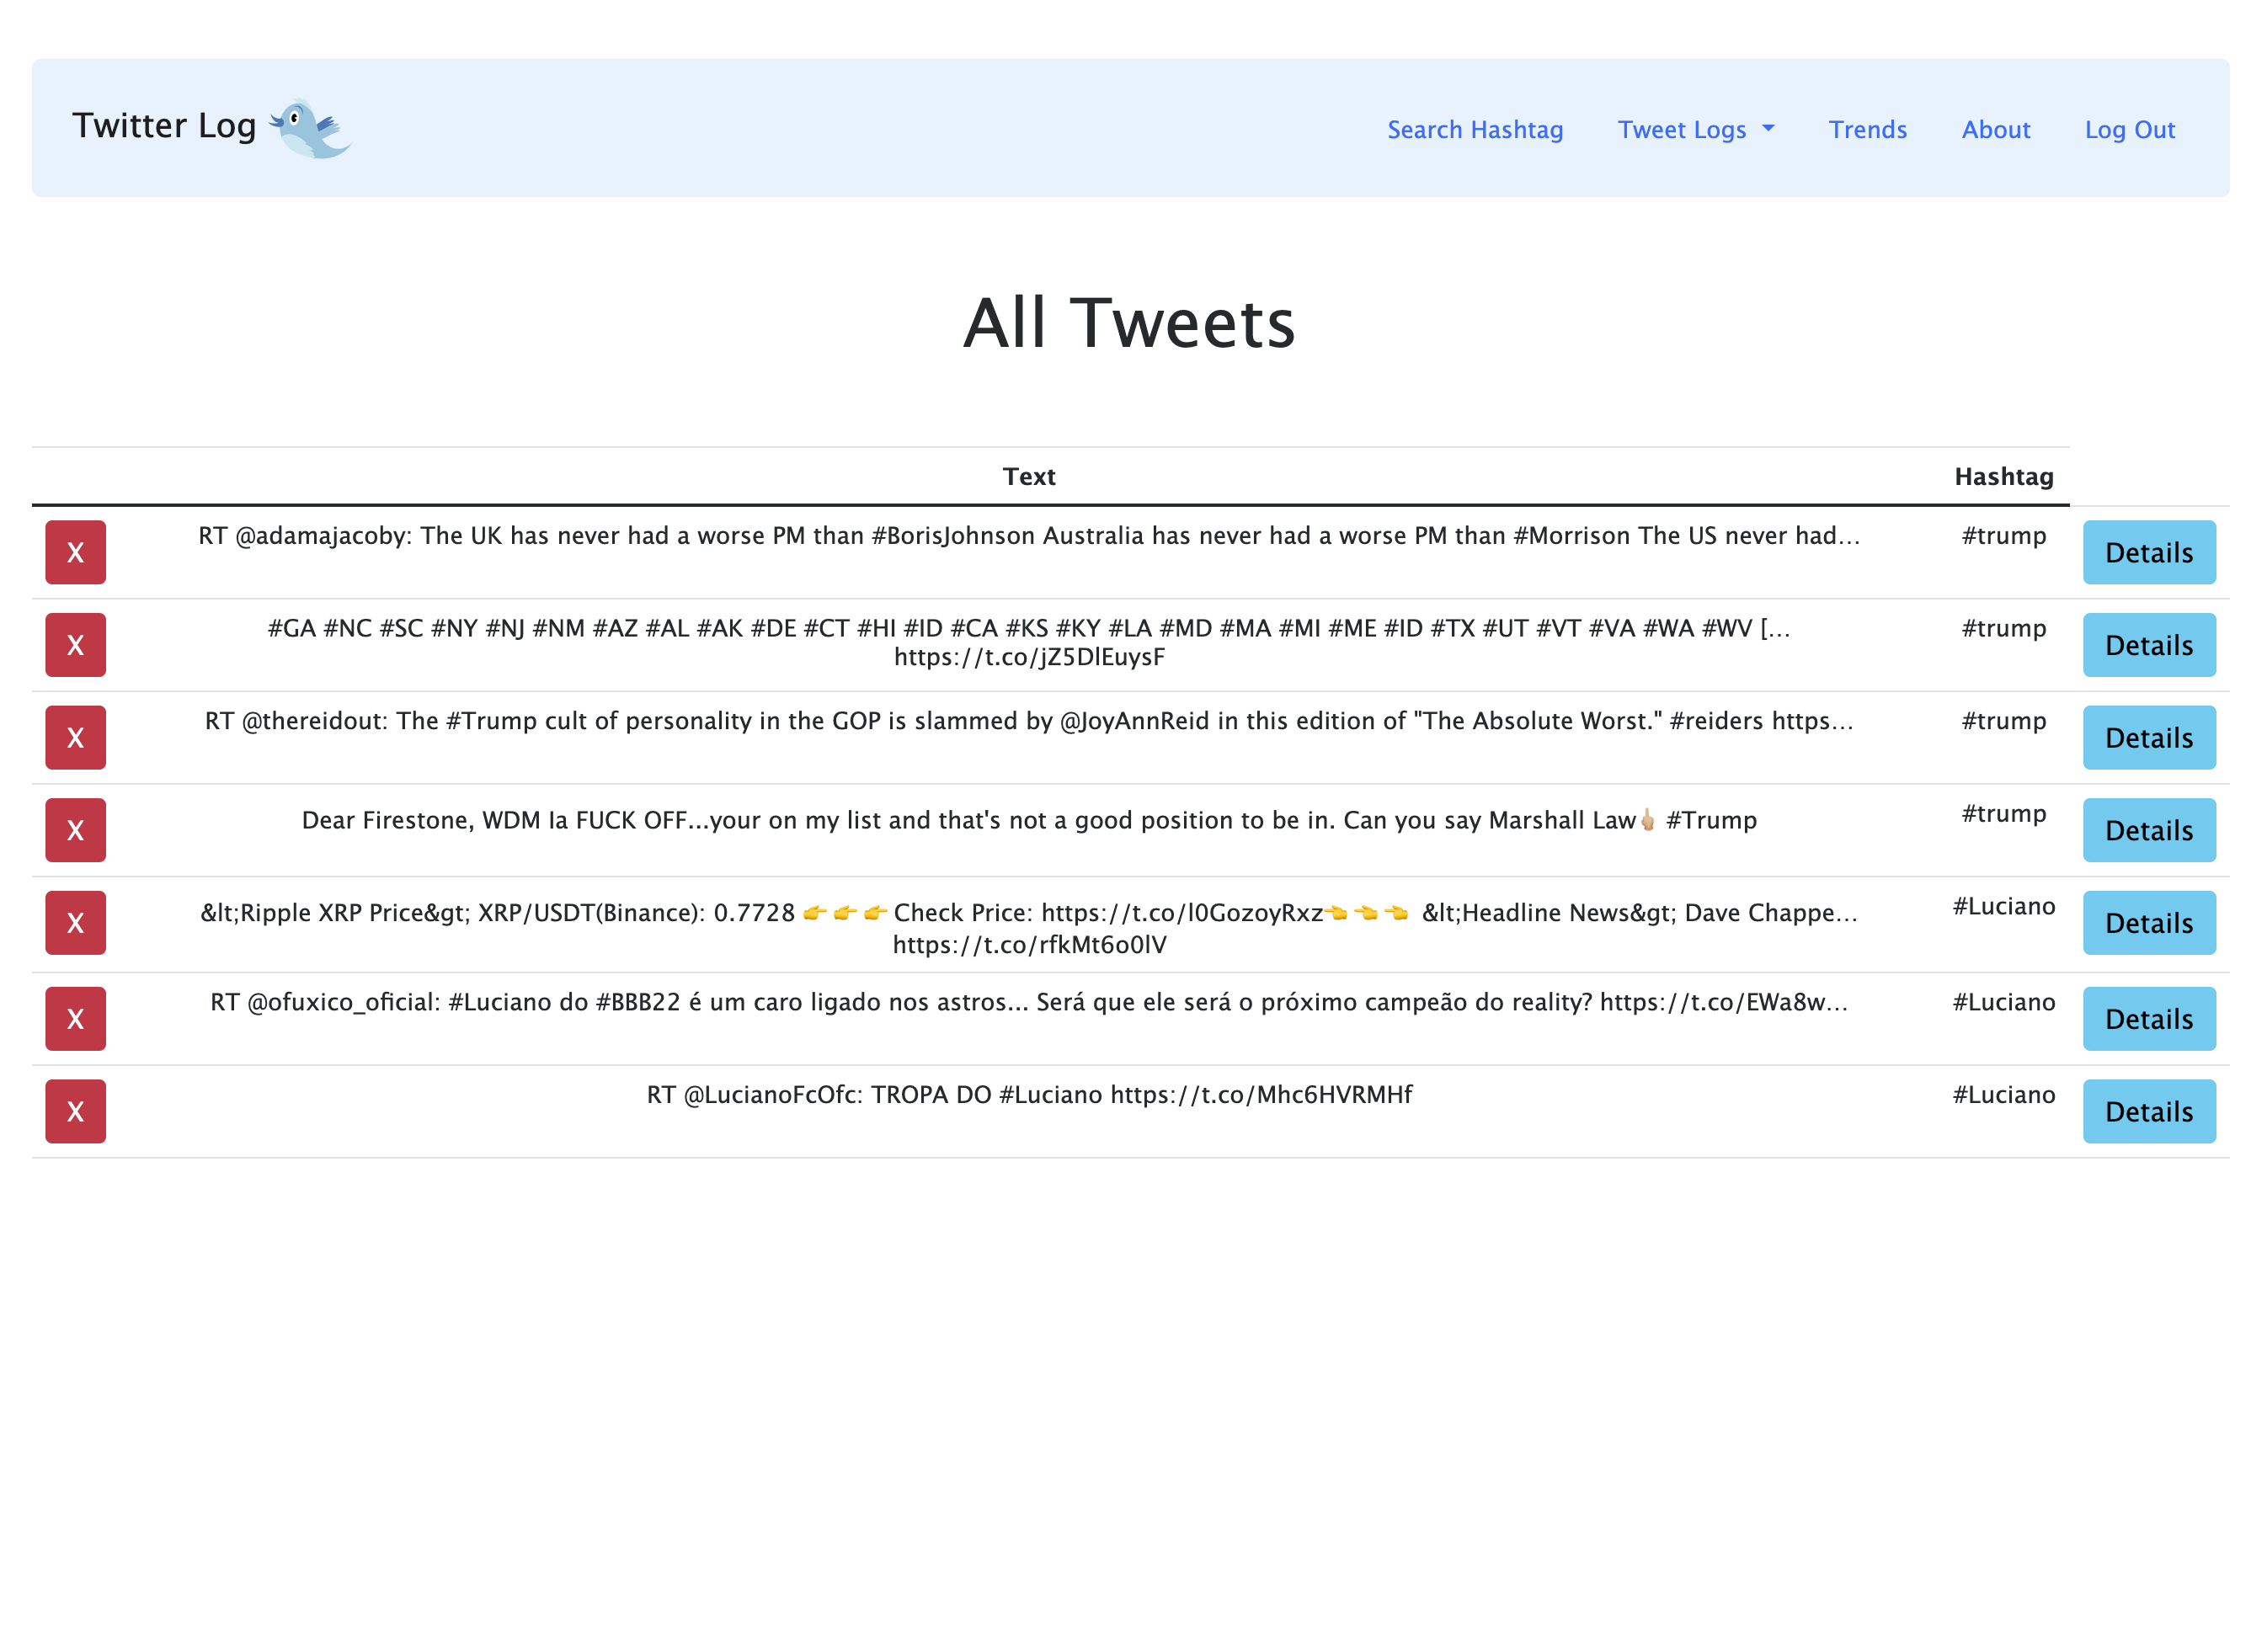 Twitter Log
Search Hashtag Tweet Logs Trends About Log Out
All Tweets
Text Hashtag
X RT @adamajacoby: The UK has never had a worse PM than #BorisJohnson Australia has never had a worse PM than #Morrison The US never had… #trump Details
X #GA #NC #SC #NY #NJ #NM #AZ #AL #AK #DE #CT #HI #ID #CA #KS #KY #LA #MD #MA #MI #ME #ID #TX #UT #VT #VA #WA #WV [… #trump Details
https://t.co/jZ5DlEuysF
X RT @thereidout: The #Trump cult of personality in the GOP is slammed by @JoyAnnReid in this edition of "The Absolute Worst." #reiders https… #trump Details
X Dear Firestone, WDM Ia FUCK OFF...your on my list and that's not a good position to be in. Can you say Marshall Law🖕🏼 #Trump #trump Details
X &lt;Ripple XRP Price&gt; XRP/USDT(Binance): 0.7728 👉👉👉Check Price: https://t.co/l0GozoyRxz👈👈👈 &lt;Headline News&gt; Dave Chappe… #Luciano Details
https://t.co/rfkMt6o0lV
X RT @ofuxico_oficial: #Luciano do #BBB22 é um caro ligado nos astros... Será que ele será o próximo campeão do reality? https://t.co/EWa8w… #Luciano Details
X RT @LucianoFcOfc: TROPA DO #Luciano https://t.co/Mhc6HVRMHf #Luciano Details